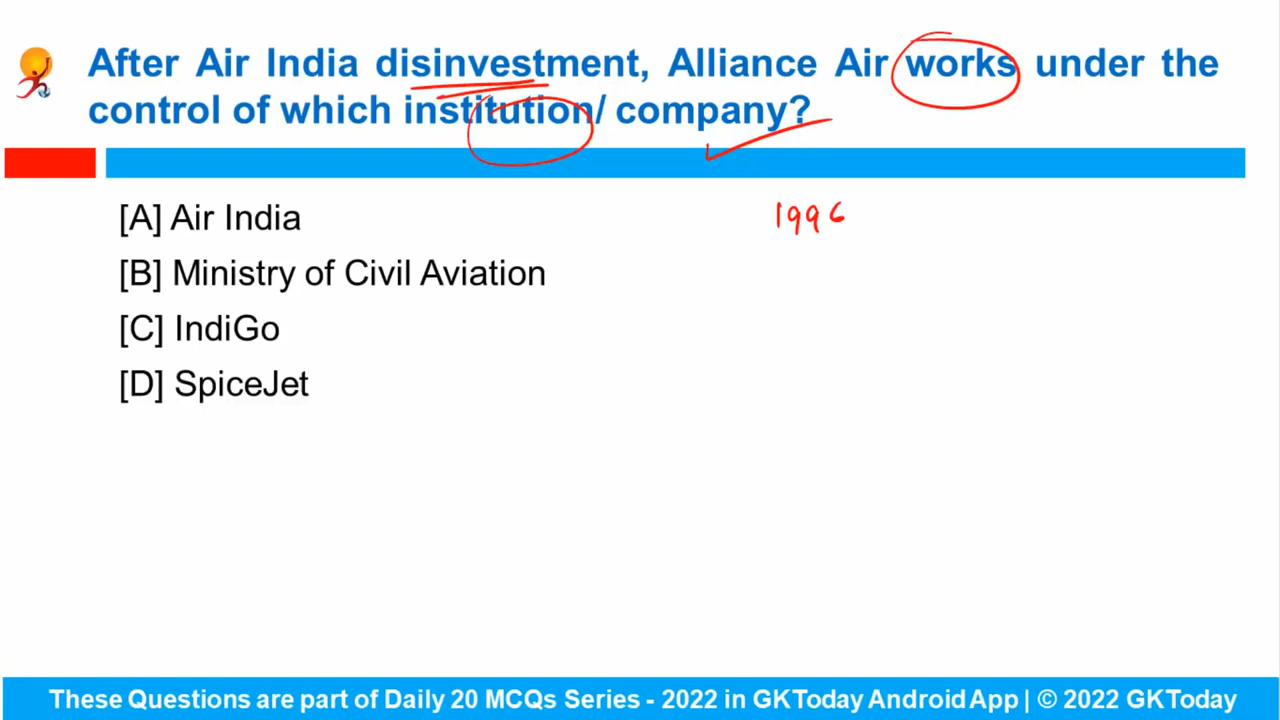 After Air India disinvestment, Alliance Air works under the
control of which institution/ company?
[A] Air India
1996
[B] Ministry of Civil Aviation
[C] IndiGo
[D] SpiceJet
These Questions are part of Daily 20 MCQs Series - 2022 in GKToday Android App | © 2022 GKToday